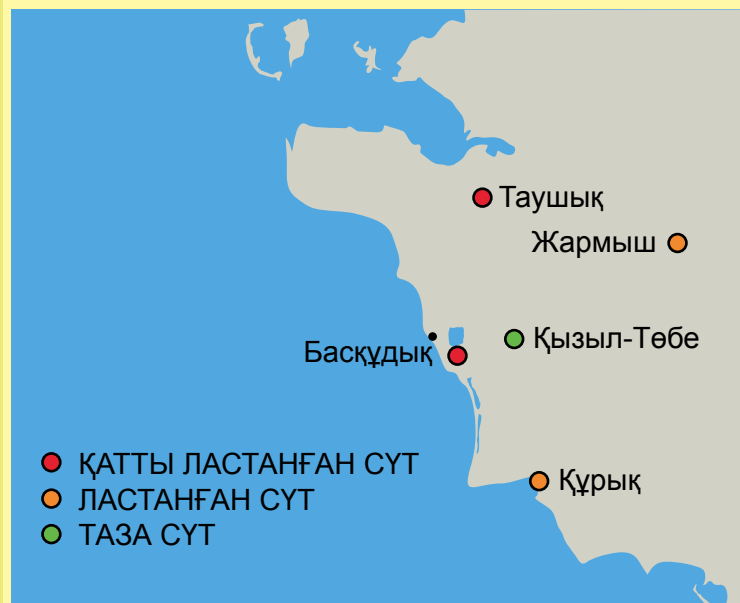 Таушық
Жармыш
Қызыл-Төбе
Басқұдық
ҚАТТЫ ЛАСТАНҒАН СҮТ
Құрық
ЛАСТАНҒАН СҮТ
ТАЗА СҮТ